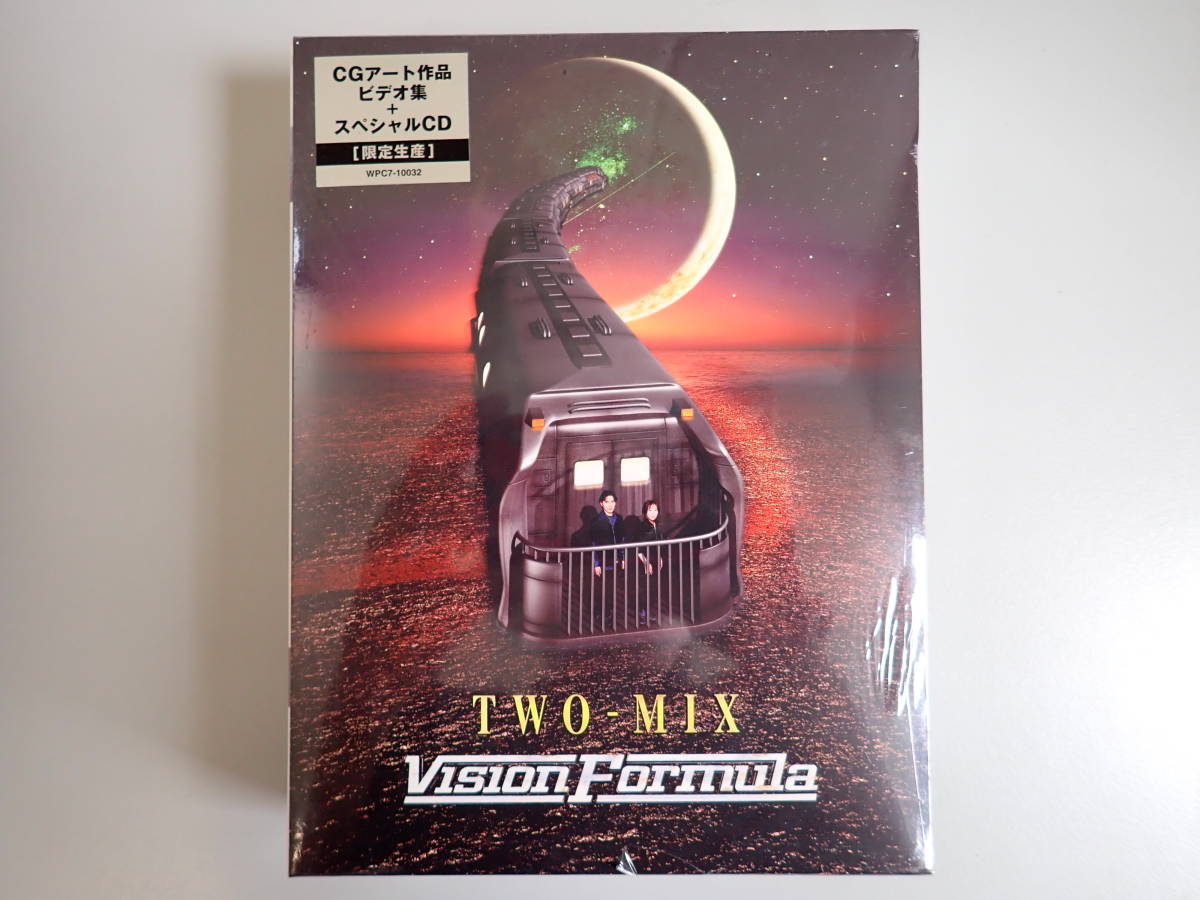 CGアート作品
ビデオ集
+
スペシャルCD
[限定生産]
WPC7-10032
TWO-MIX
Vision Formula